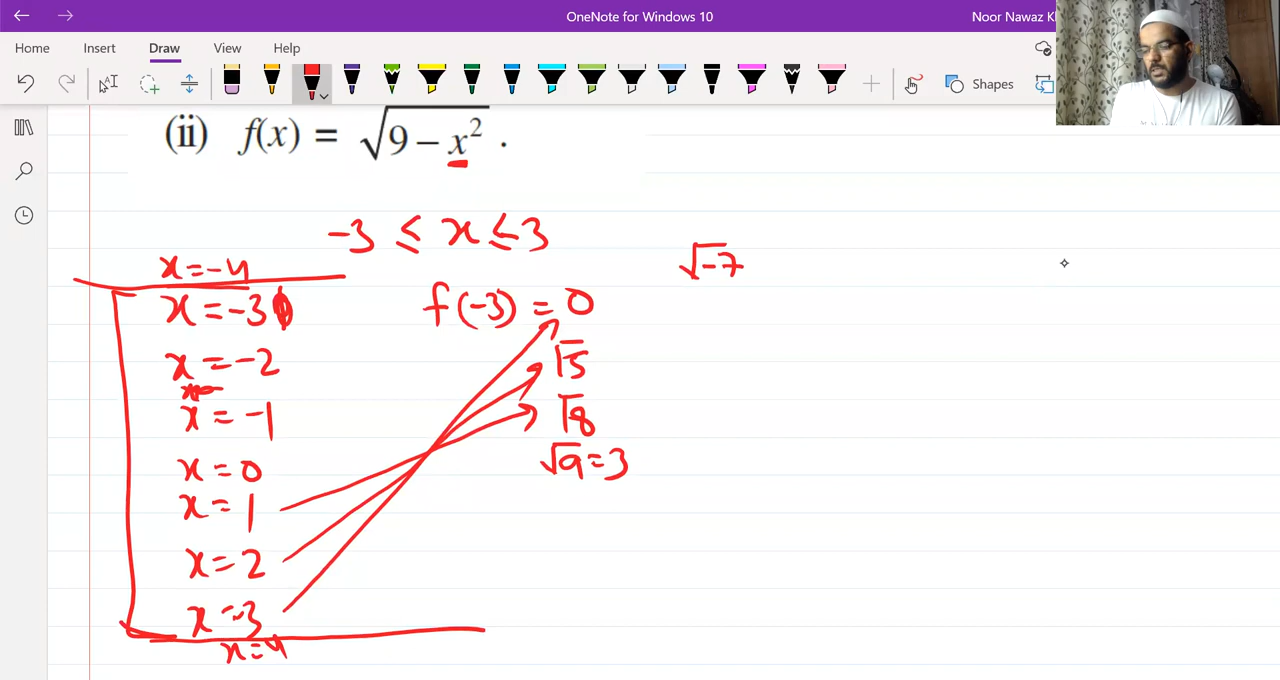 OneNote for Windows 10
Noor Nawaz Kh
Home Insert Draw View Help
Shapes
(ii) f(x) = √9 − x² .
-3 ≤ x ≤ 3
√-7
x = -4
x = -3 f(-3) = 0
x = -2 √5
x = -1 √8
x = 0 √9 = 3
x = 1
x = 2
x = 3
x = 4